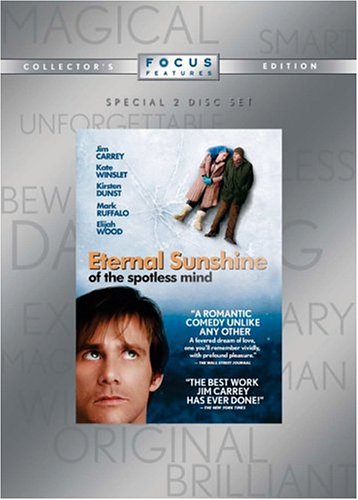 MAGICAL
SMART
COLLECTOR'S
FOCUS
FEATURES
EDITION
SPECIAL 2 DISC SET
UNFORGETTABLE
Jim
CARREY
Kate
WINSLET
Kirsten
DUNST
Mark
RUFFALO
Elijah
WOOD
Eternal Sunshine
of the spotless mind
"A ROMANTIC
COMEDY UNLIKE
ANY OTHER
A fevered dream of love,
one you'll remember vividly,
with profound pleasure."
— THE WALL STREET JOURNAL
"THE BEST WORK
JIM CARREY
HAS EVER DONE!"
— THE NEW YORK TIMES
ORIGINAL
BRILLIANT